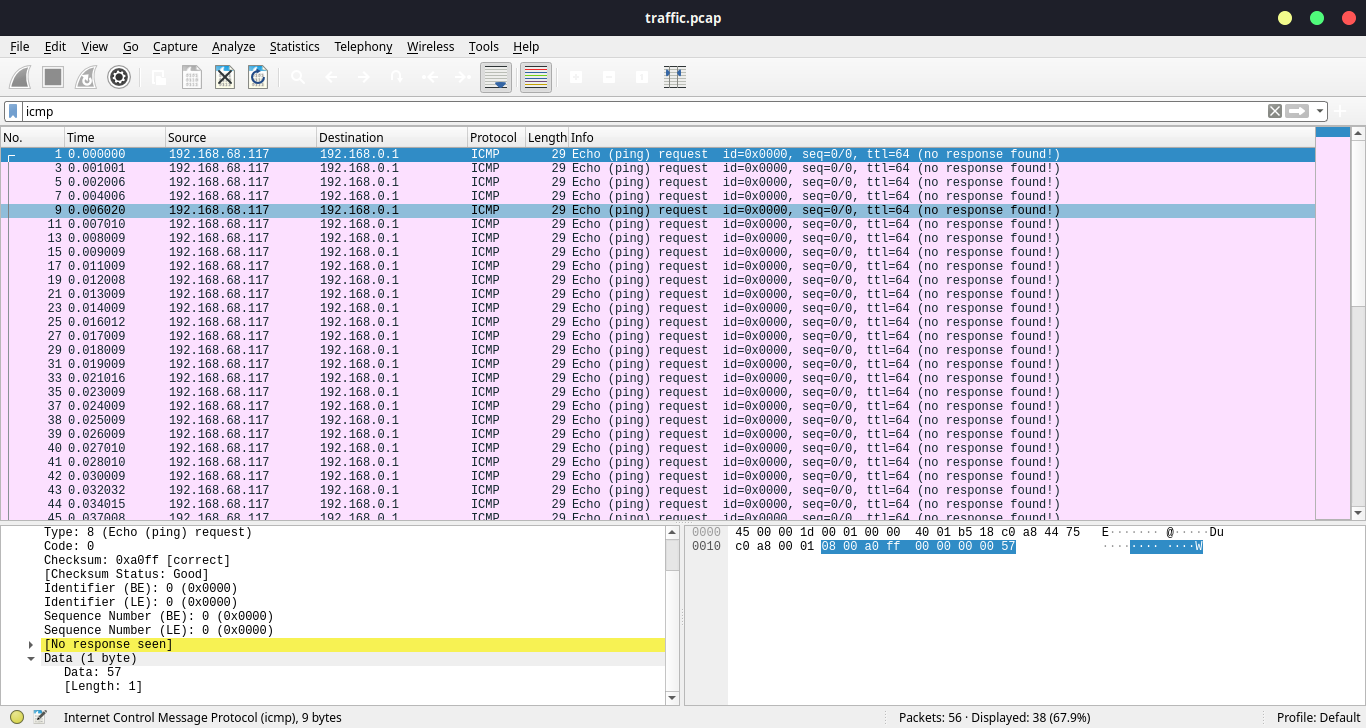 traffic.pcap
File Edit View Go Capture Analyze Statistics Telephony Wireless Tools Help
icmp
No. Time Source Destination Protocol Length Info
1 0.000000 192.168.68.117 192.168.0.1 ICMP 29 Echo (ping) request id=0x0000, seq=0/0, ttl=64 (no response found!)
3 0.001001 192.168.68.117 192.168.0.1 ICMP 29 Echo (ping) request id=0x0000, seq=0/0, ttl=64 (no response found!)
5 0.002006 192.168.68.117 192.168.0.1 ICMP 29 Echo (ping) request id=0x0000, seq=0/0, ttl=64 (no response found!)
7 0.004006 192.168.68.117 192.168.0.1 ICMP 29 Echo (ping) request id=0x0000, seq=0/0, ttl=64 (no response found!)
9 0.006020 192.168.68.117 192.168.0.1 ICMP 29 Echo (ping) request id=0x0000, seq=0/0, ttl=64 (no response found!)
11 0.007010 192.168.68.117 192.168.0.1 ICMP 29 Echo (ping) request id=0x0000, seq=0/0, ttl=64 (no response found!)
13 0.008009 192.168.68.117 192.168.0.1 ICMP 29 Echo (ping) request id=0x0000, seq=0/0, ttl=64 (no response found!)
15 0.009009 192.168.68.117 192.168.0.1 ICMP 29 Echo (ping) request id=0x0000, seq=0/0, ttl=64 (no response found!)
17 0.011009 192.168.68.117 192.168.0.1 ICMP 29 Echo (ping) request id=0x0000, seq=0/0, ttl=64 (no response found!)
19 0.012008 192.168.68.117 192.168.0.1 ICMP 29 Echo (ping) request id=0x0000, seq=0/0, ttl=64 (no response found!)
21 0.013009 192.168.68.117 192.168.0.1 ICMP 29 Echo (ping) request id=0x0000, seq=0/0, ttl=64 (no response found!)
23 0.014009 192.168.68.117 192.168.0.1 ICMP 29 Echo (ping) request id=0x0000, seq=0/0, ttl=64 (no response found!)
25 0.016012 192.168.68.117 192.168.0.1 ICMP 29 Echo (ping) request id=0x0000, seq=0/0, ttl=64 (no response found!)
27 0.017009 192.168.68.117 192.168.0.1 ICMP 29 Echo (ping) request id=0x0000, seq=0/0, ttl=64 (no response found!)
29 0.018009 192.168.68.117 192.168.0.1 ICMP 29 Echo (ping) request id=0x0000, seq=0/0, ttl=64 (no response found!)
31 0.019009 192.168.68.117 192.168.0.1 ICMP 29 Echo (ping) request id=0x0000, seq=0/0, ttl=64 (no response found!)
33 0.021016 192.168.68.117 192.168.0.1 ICMP 29 Echo (ping) request id=0x0000, seq=0/0, ttl=64 (no response found!)
35 0.023009 192.168.68.117 192.168.0.1 ICMP 29 Echo (ping) request id=0x0000, seq=0/0, ttl=64 (no response found!)
37 0.024009 192.168.68.117 192.168.0.1 ICMP 29 Echo (ping) request id=0x0000, seq=0/0, ttl=64 (no response found!)
38 0.025009 192.168.68.117 192.168.0.1 ICMP 29 Echo (ping) request id=0x0000, seq=0/0, ttl=64 (no response found!)
39 0.026009 192.168.68.117 192.168.0.1 ICMP 29 Echo (ping) request id=0x0000, seq=0/0, ttl=64 (no response found!)
40 0.027010 192.168.68.117 192.168.0.1 ICMP 29 Echo (ping) request id=0x0000, seq=0/0, ttl=64 (no response found!)
41 0.028010 192.168.68.117 192.168.0.1 ICMP 29 Echo (ping) request id=0x0000, seq=0/0, ttl=64 (no response found!)
42 0.030009 192.168.68.117 192.168.0.1 ICMP 29 Echo (ping) request id=0x0000, seq=0/0, ttl=64 (no response found!)
43 0.032032 192.168.68.117 192.168.0.1 ICMP 29 Echo (ping) request id=0x0000, seq=0/0, ttl=64 (no response found!)
44 0.034015 192.168.68.117 192.168.0.1 ICMP 29 Echo (ping) request id=0x0000, seq=0/0, ttl=64 (no response found!)
45 0.037008 192.168.68.117 192.168.0.1 ICMP 29 Echo (ping) request id=0x0000, seq=0/0, ttl=64 (no response found!)
Type: 8 (Echo (ping) request)
Code: 0
Checksum: 0xa0ff [correct]
[Checksum Status: Good]
Identifier (BE): 0 (0x0000)
Identifier (LE): 0 (0x0000)
Sequence Number (BE): 0 (0x0000)
Sequence Number (LE): 0 (0x0000)
[No response seen]
Data (1 byte)
Data: 57
[Length: 1]
0000 45 00 00 1d 00 01 00 00 40 01 b5 18 c0 a8 44 75 E······· @·····Du
0010 c0 a8 00 01 08 00 a0 ff 00 00 00 00 57 ········ ····W
Internet Control Message Protocol (icmp), 9 bytes
Packets: 56 · Displayed: 38 (67.9%)
Profile: Default